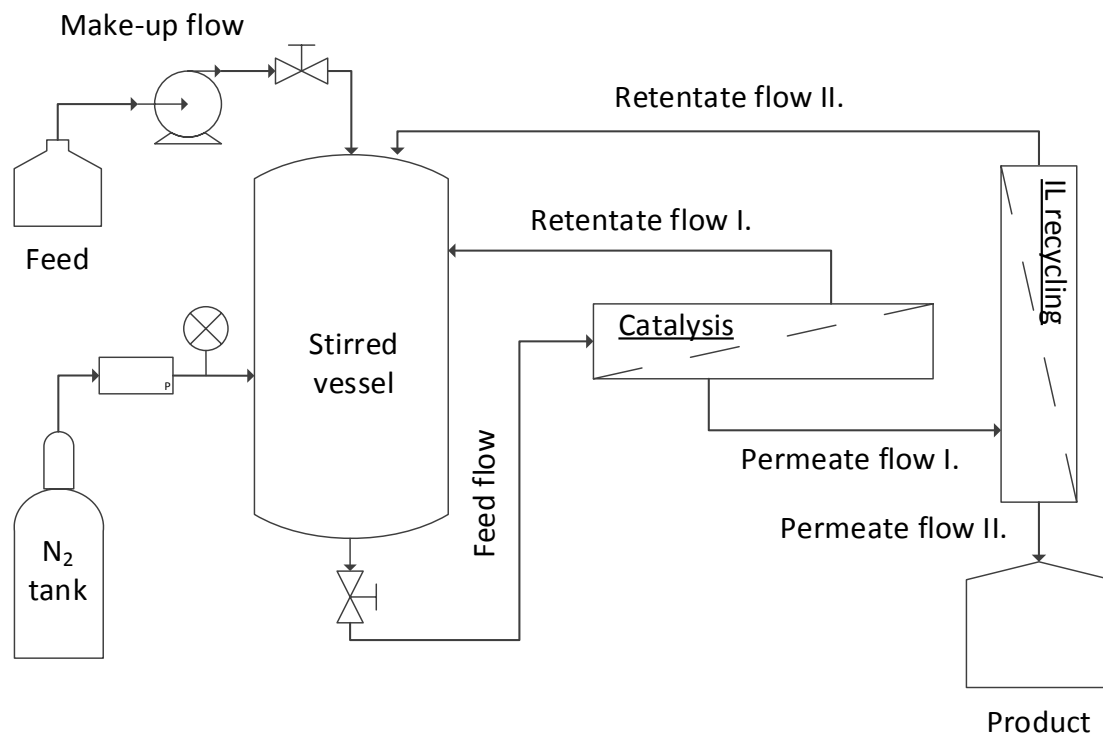 Make-up flow
Retentate flow II.
Feed
Retentate flow I.
IL recycling
Catalysis
Stirred
vessel
P
Permeate flow I.
Feed flow
Permeate flow II.
N₂
tank
Product